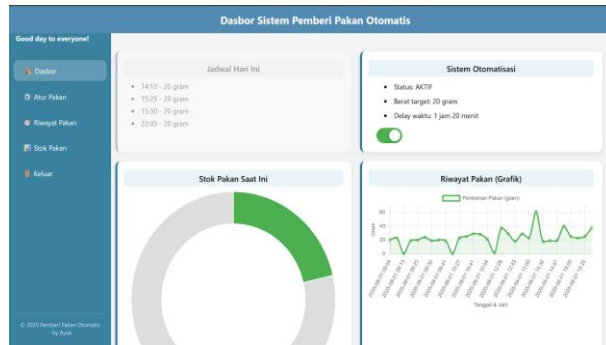 Dasbor Sistem Pemberi Pakan Otomatis
Good day to everyone!
Dasbor
Atur Pakan
Riwayat Pakan
Stok Pakan
Keluar
© 2025 Pemberi Pakan Otomatis
- by Ayuk
Jadwal Hari Ini
14:10 - 20 gram
15:25 - 20 gram
15:30 - 20 gram
22:05 - 20 gram
Sistem Otomatisasi
Status: AKTIF
Berat target: 20 gram
Delay waktu: 1 jam 20 menit
Stok Pakan Saat Ini
Riwayat Pakan (Grafik)
Pemberian Pakan (gram)
Gram
60
40
20
0
Tanggal & Jam